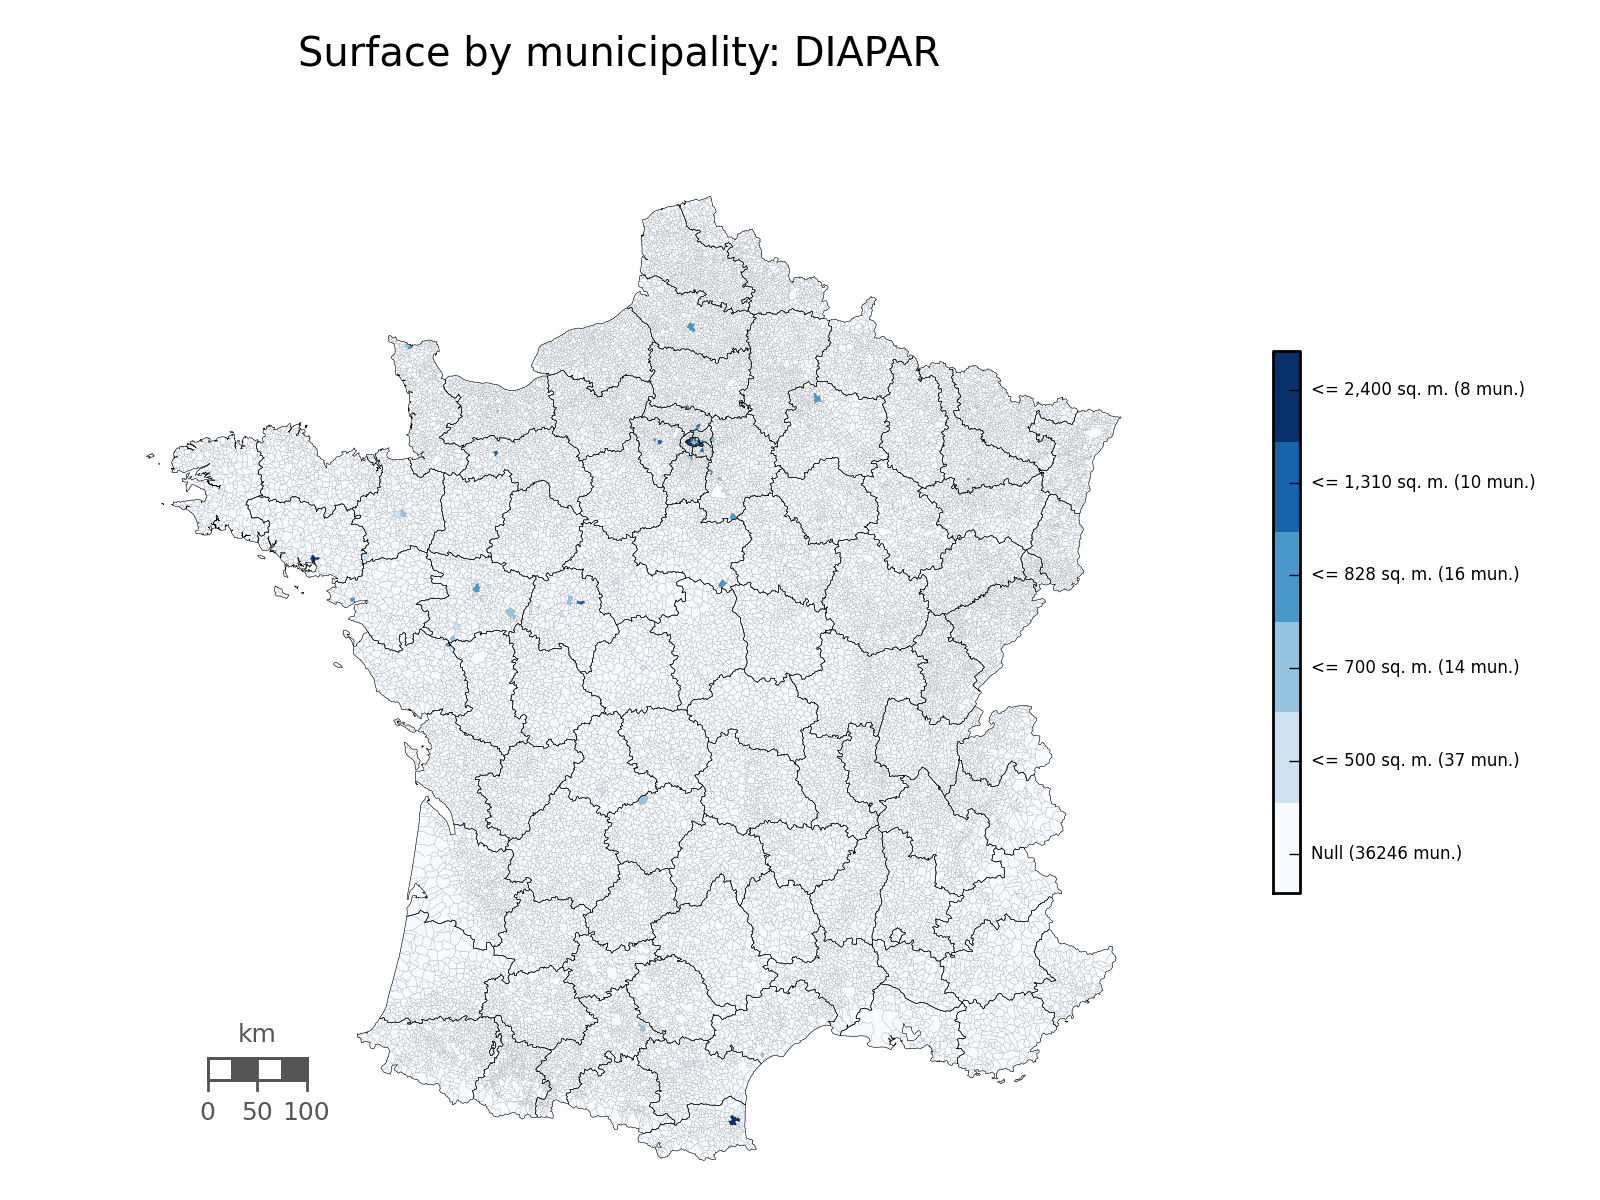 Surface by municipality: DIAPAR
<= 2,400 sq. m. (8 mun.)
<= 1,310 sq. m. (10 mun.)
<= 828 sq. m. (16 mun.)
<= 700 sq. m. (14 mun.)
<= 500 sq. m. (37 mun.)
Null (36246 mun.)
km
0 50 100